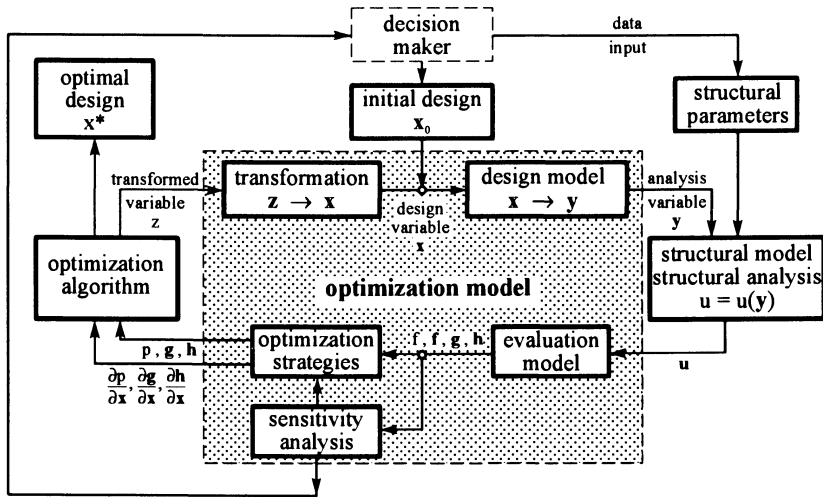 decision
maker
data
input
optimal
design
x*
initial design
x₀
structural
parameters
transformed
variable
z
transformation
z → x
design
variable
x
design model
x → y
analysis
variable
y
optimization
algorithm
optimization model
structural model
structural analysis
u = u(y)
p , g, h
∂p/∂x, ∂g/∂x, ∂h/∂x
optimization
strategies
f , f, g, h
evaluation
model
u
sensitivity
analysis